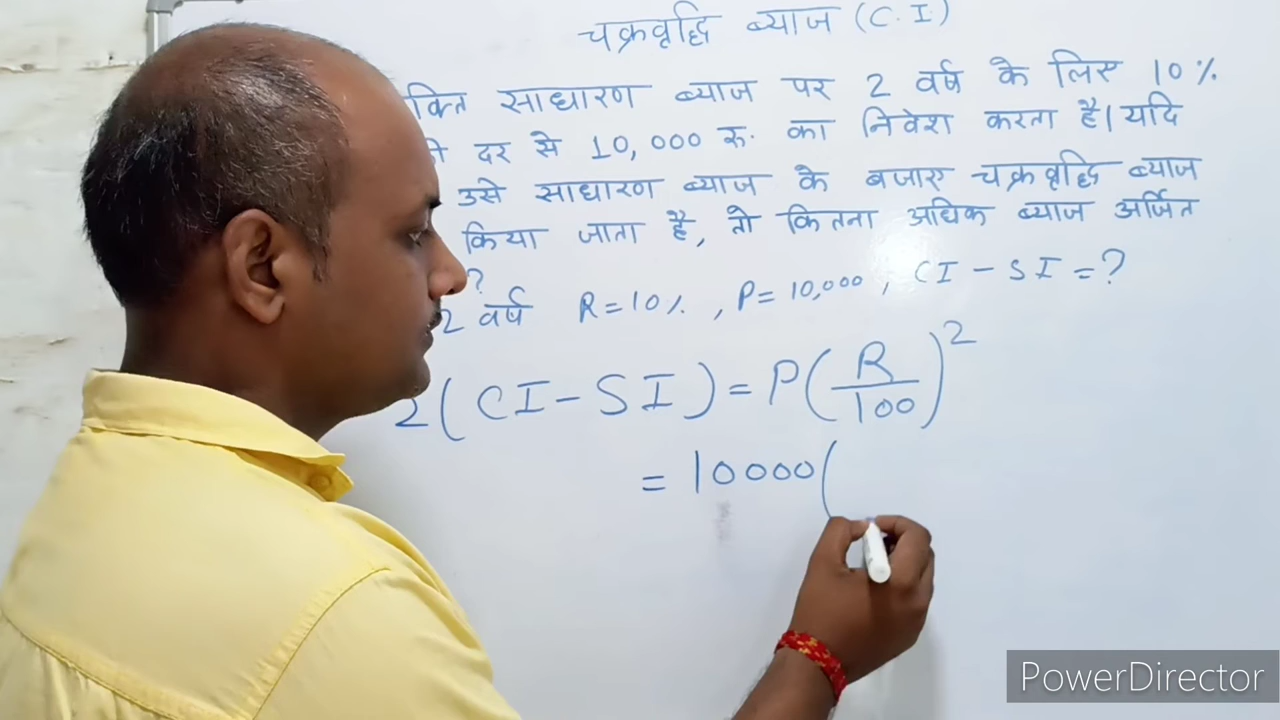 चक्रवृद्धि ब्याज (C.I)
साधारण ब्याज पर 2 वर्ष के लिए 10%
दर से 10,000 रु. का निवेश करता है। यदि
उसे साधारण ब्याज के बजाए चक्रवृद्धि ब्याज
किया जाता है, तो कितना अधिक ब्याज अर्जित
?
2 वर्ष R=10%, P=10,000, CI-SI=?
2(CI-SI)=P(R/100)²
=10000(
PowerDirector